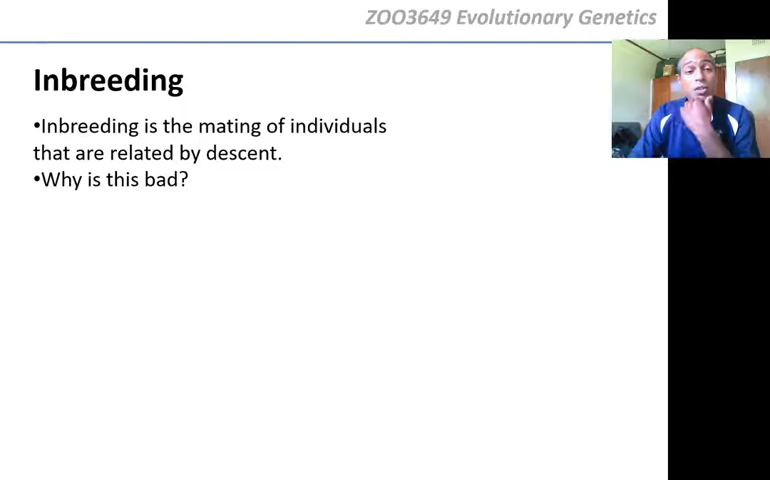 ZOO3649 Evolutionary Genetics
Inbreeding
•Inbreeding is the mating of individuals
that are related by descent.
•Why is this bad?